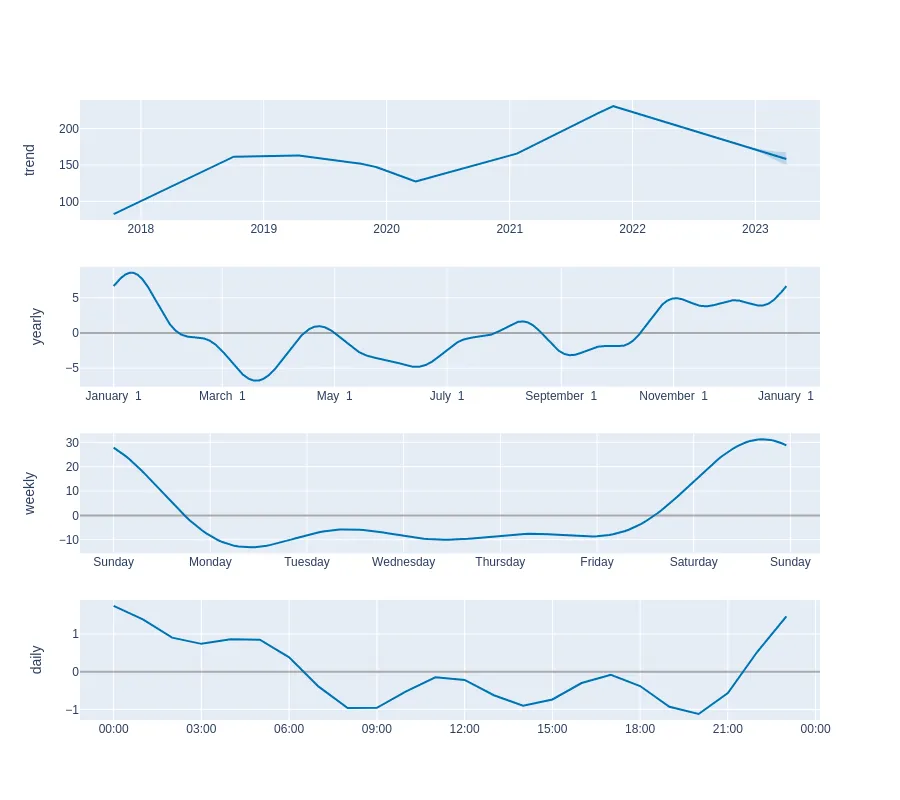 trend
200
150
100
2018 2019 2020 2021 2022 2023
yearly
5
0
−5
January 1 March 1 May 1 July 1 September 1 November 1 January 1
weekly
30
20
10
0
−10
Sunday Monday Tuesday Wednesday Thursday Friday Saturday Sunday
daily
1
0
−1
00:00 03:00 06:00 09:00 12:00 15:00 18:00 21:00 00:00